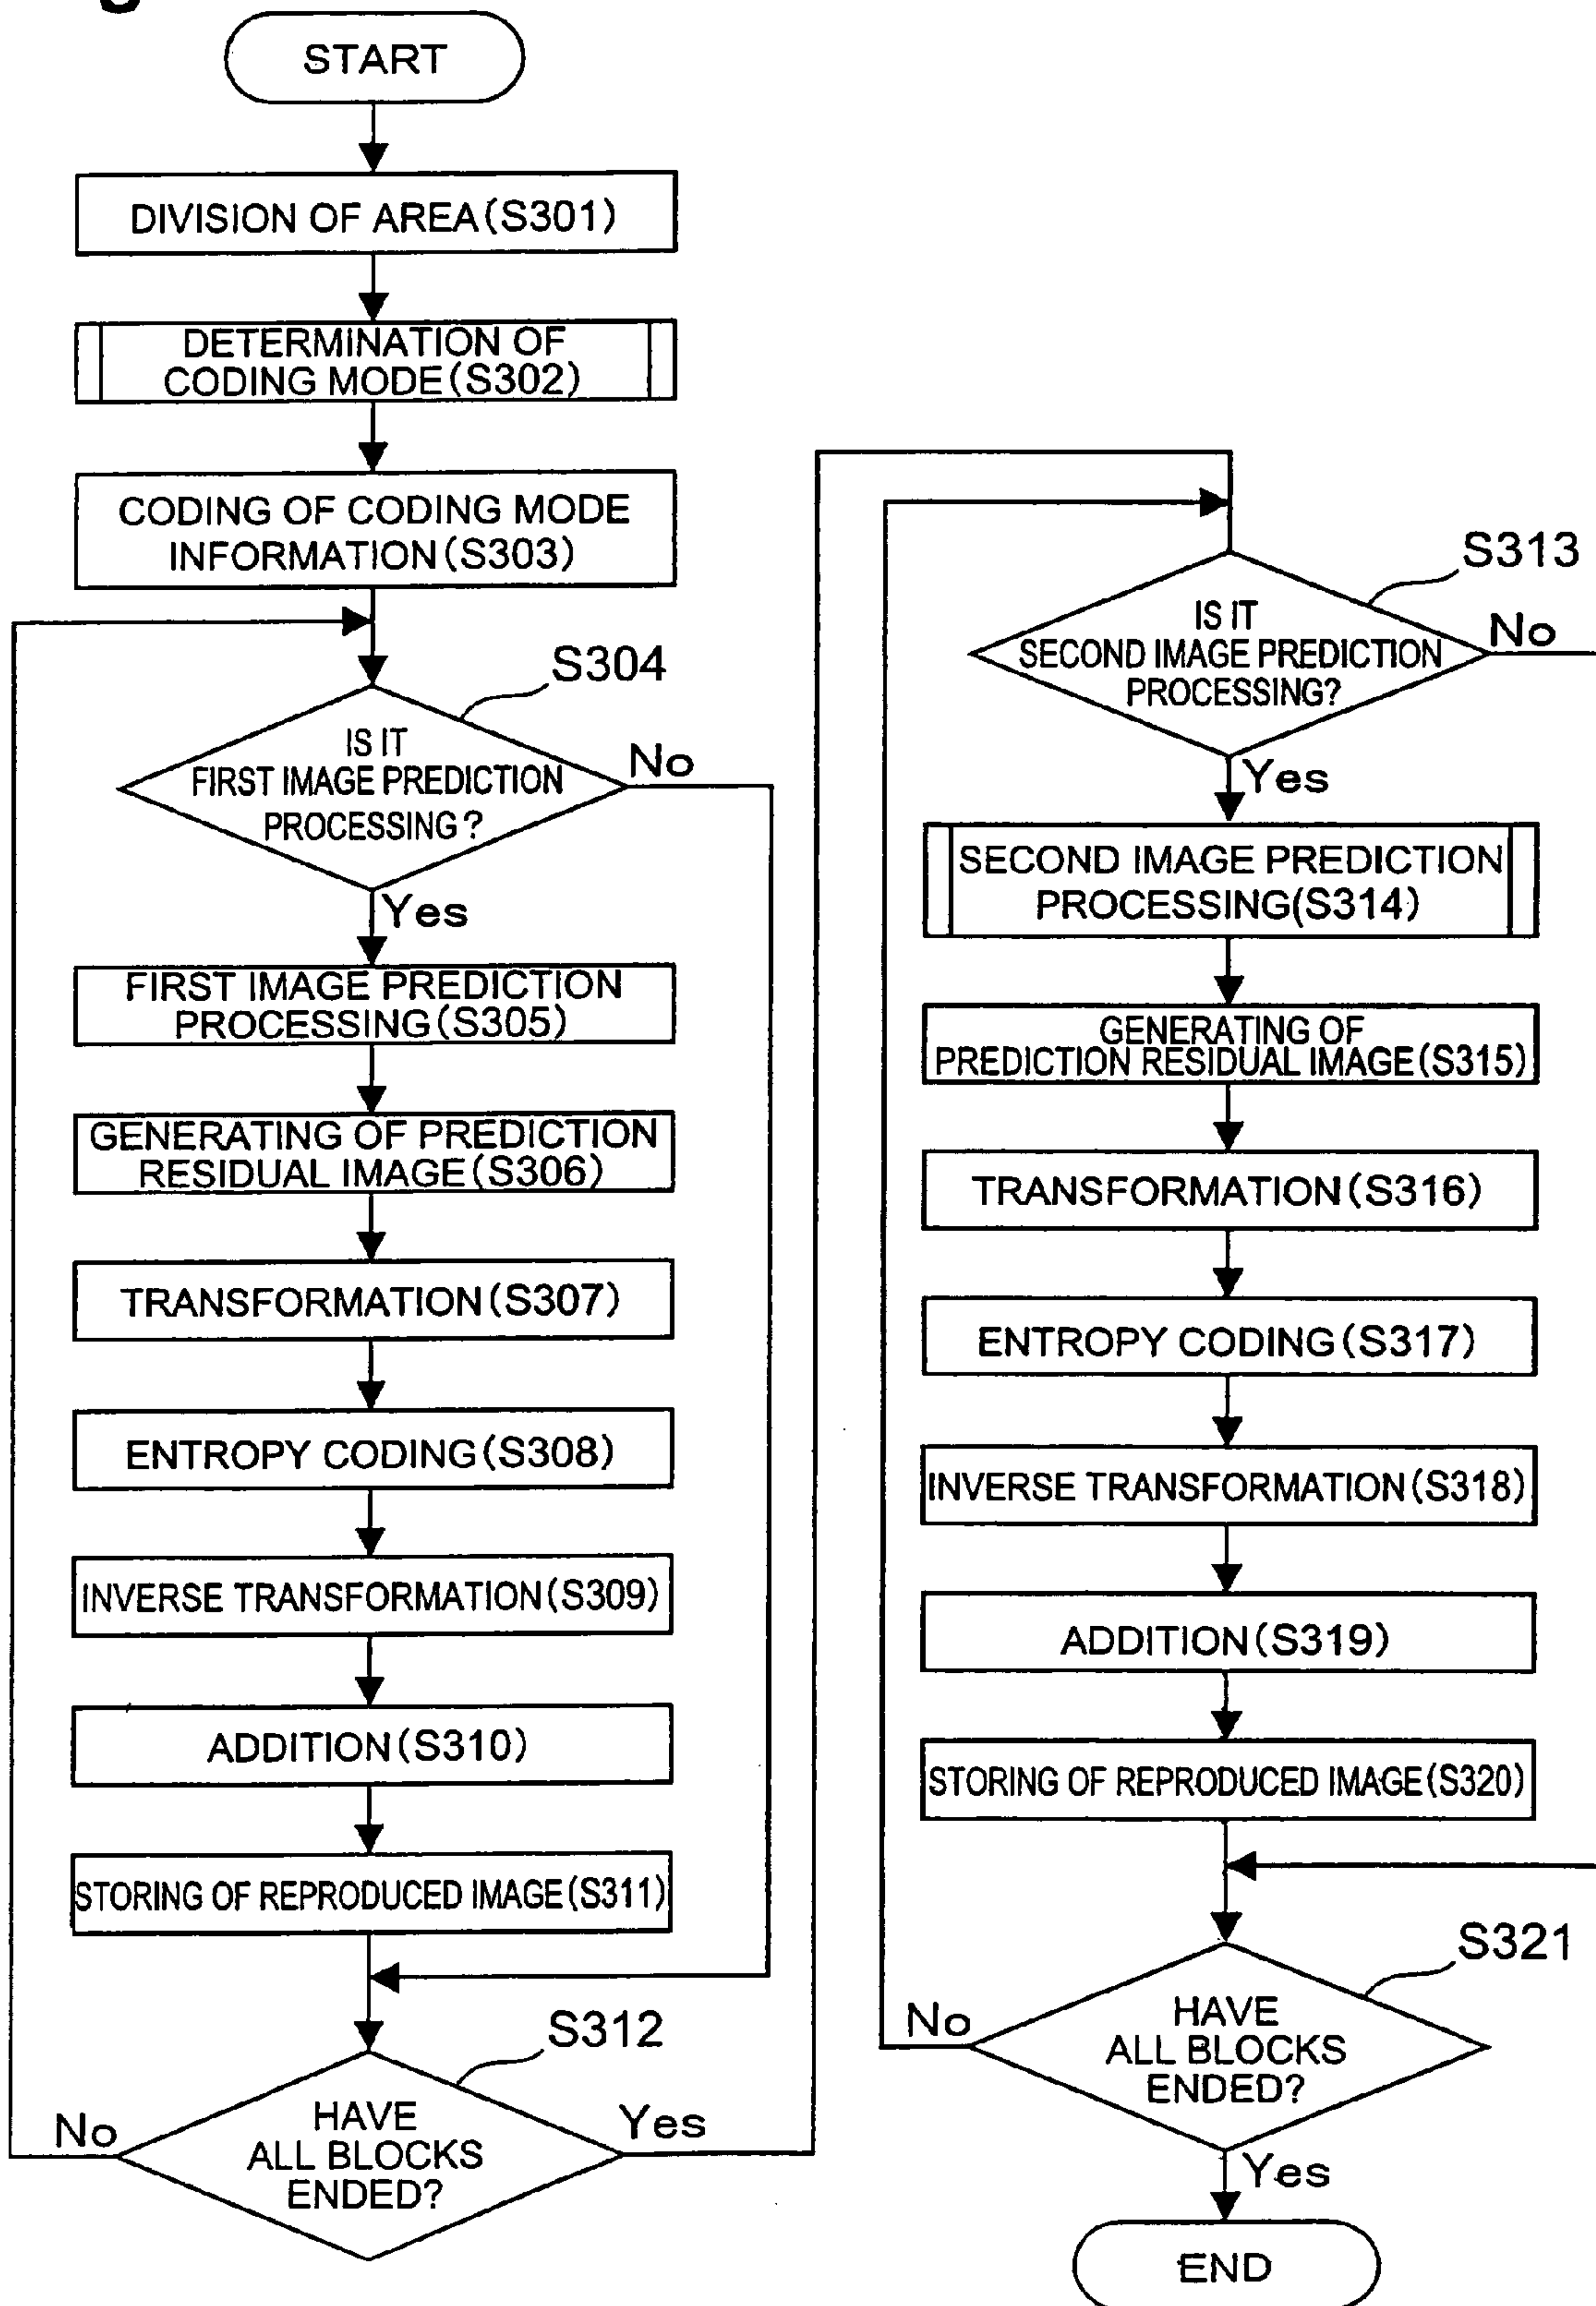 START
DIVISION OF AREA(S301)
DETERMINATION OF
CODING MODE(S302)
CODING OF CODING MODE
INFORMATION(S303)
S304
IS IT
FIRST IMAGE PREDICTION
PROCESSING?
No
Yes
FIRST IMAGE PREDICTION
PROCESSING(S305)
GENERATING OF PREDICTION
RESIDUAL IMAGE(S306)
TRANSFORMATION(S307)
ENTROPY CODING(S308)
INVERSE TRANSFORMATION(S309)
ADDITION(S310)
STORING OF REPRODUCED IMAGE(S311)
S312
HAVE
ALL BLOCKS
ENDED?
No
Yes
S313
IS IT
SECOND IMAGE PREDICTION
PROCESSING?
No
Yes
SECOND IMAGE PREDICTION
PROCESSING(S314)
GENERATING OF
PREDICTION RESIDUAL IMAGE(S315)
TRANSFORMATION(S316)
ENTROPY CODING(S317)
INVERSE TRANSFORMATION(S318)
ADDITION(S319)
STORING OF REPRODUCED IMAGE(S320)
S321
HAVE
ALL BLOCKS
ENDED?
No
Yes
END